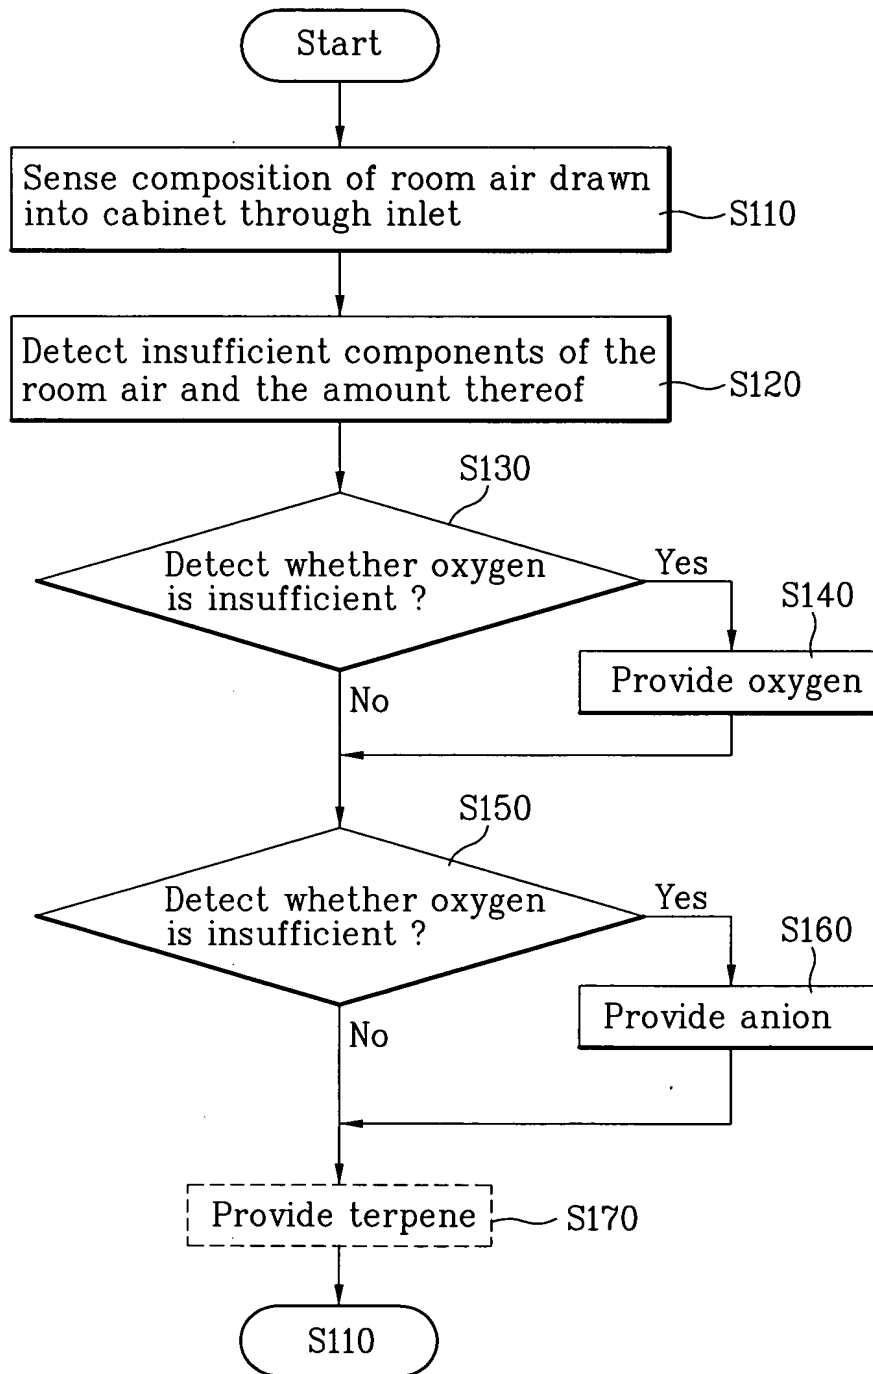 Start
Sense composition of room air drawn
into cabinet through inlet
S110
Detect insufficient components of the
room air and the amount thereof
S120
S130
Detect whether oxygen
is insufficient ?
Yes
S140
Provide oxygen
No
S150
Detect whether oxygen
is insufficient ?
Yes
S160
Provide anion
No
Provide terpene
S170
S110